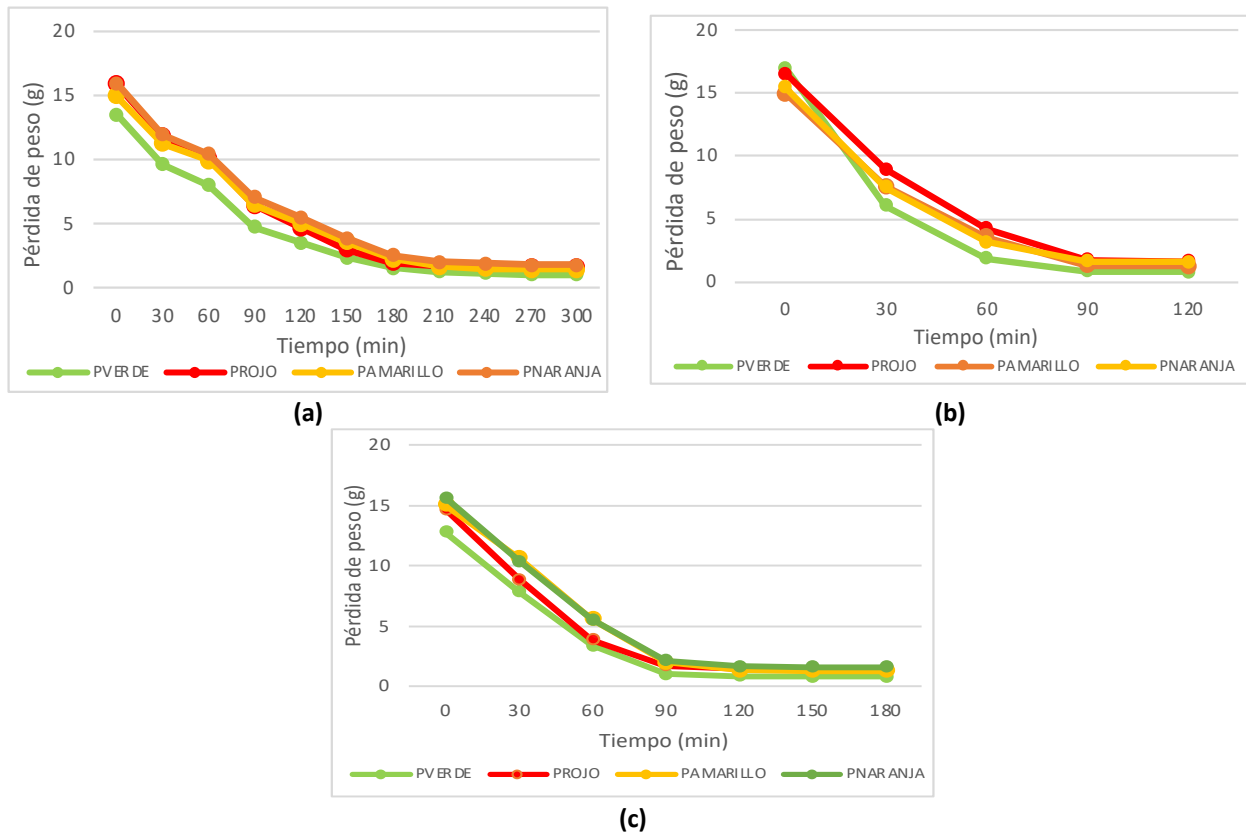 20
15
10
5
0
Pérdida de peso (g)
0 30 60 90 120 150 180 210 240 270 300
Tiempo (min)
PVERDE PROJO PAMARILLO PNARANJA
(a)
20
15
10
5
0
Pérdida de peso (g)
0 30 60 90 120
Tiempo (min)
PVERDE PROJO PAMARILLO PNARANJA
(b)
20
15
10
5
0
Pérdida de peso (g)
0 30 60 90 120 150 180
Tiempo (min)
PVERDE PROJO PAMARILLO PNARANJA
(c)